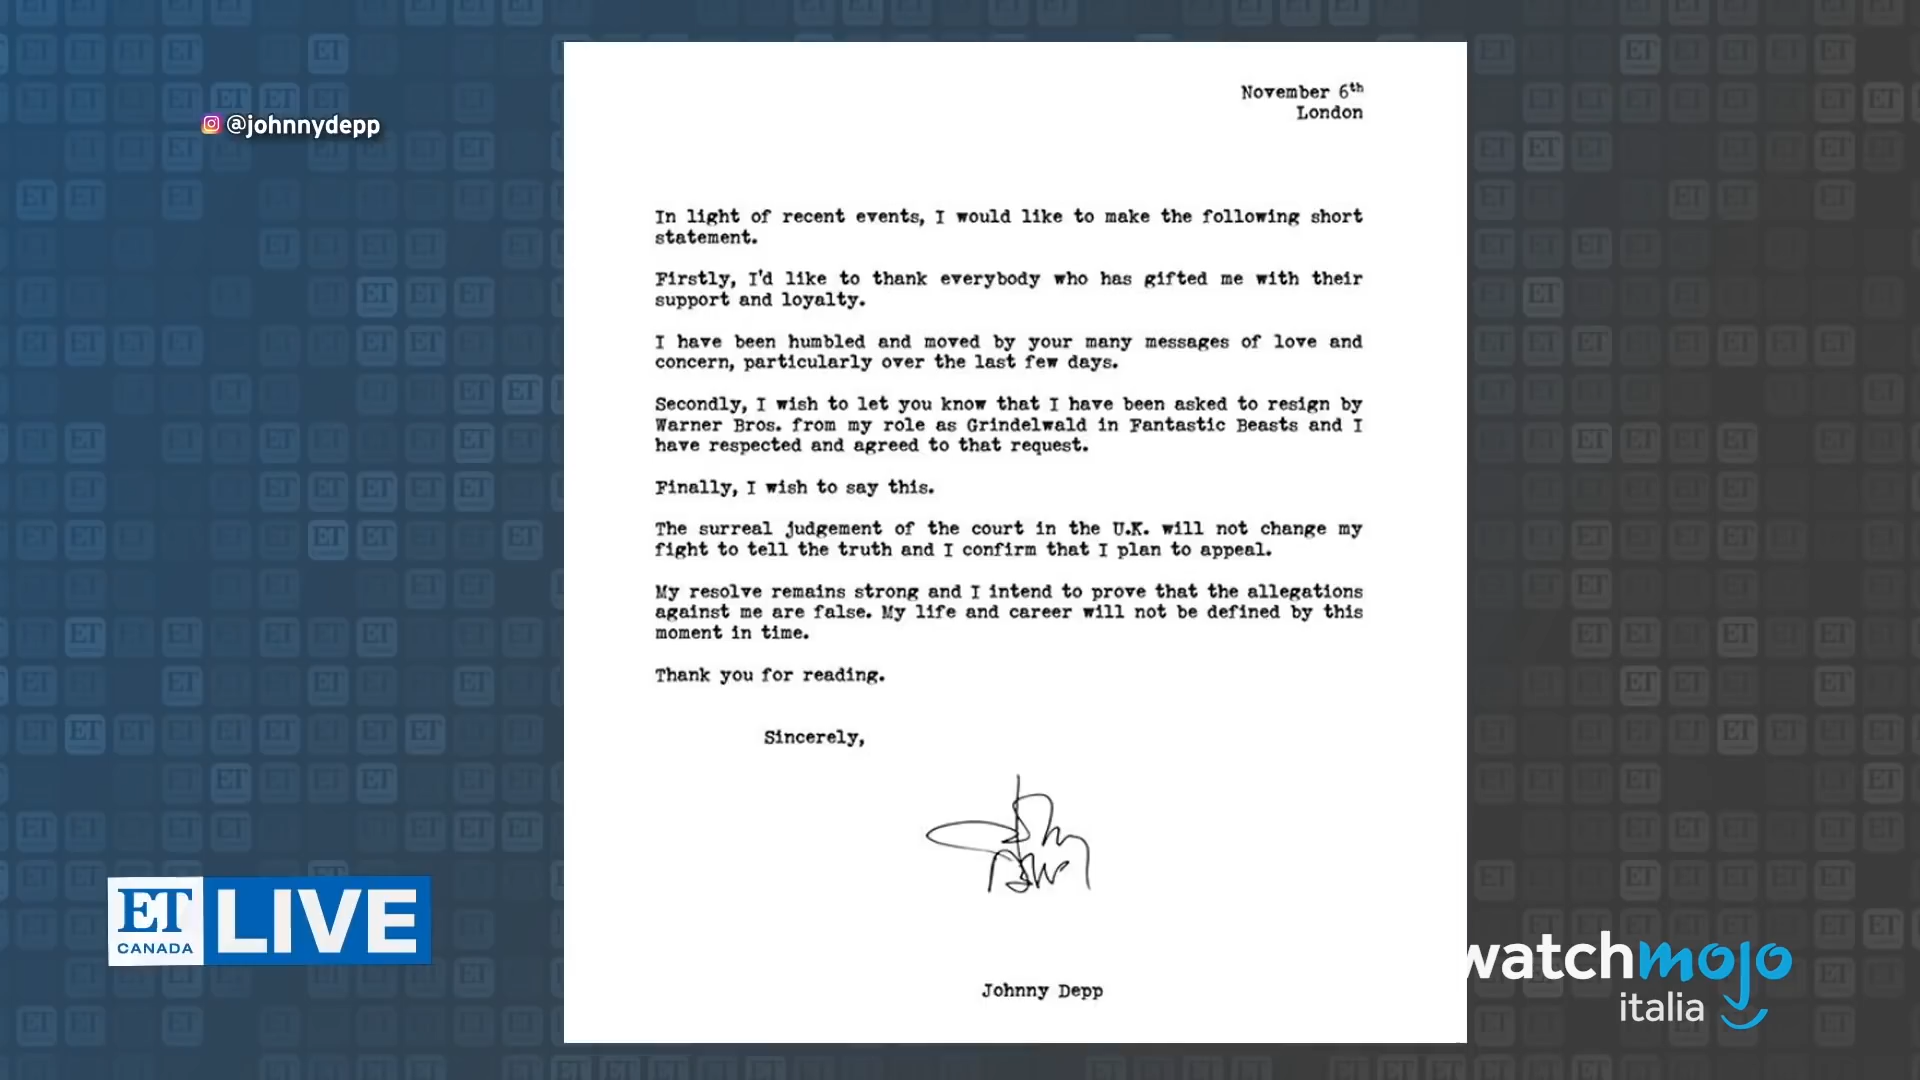 @johnnydepp
November 6th
London
In light of recent events, I would like to make the following short
statement.
Firstly, I'd like to thank everybody who has gifted me with their
support and loyalty.
I have been humbled and moved by your many messages of love and
concern, particularly over the last few days.
Secondly, I wish to let you know that I have been asked to resign by
Warner Bros. from my role as Grindelwald in Fantastic Beasts and I
have respected and agreed to that request.
Finally, I wish to say this.
The surreal judgement of the court in the U.K. will not change my
fight to tell the truth and I confirm that I plan to appeal.
My resolve remains strong and I intend to prove that the allegations
against me are false. My life and career will not be defined by this
moment in time.
Thank you for reading.
Sincerely,
Johnny Depp
ET
CANADA
LIVE
watchmojo
italia